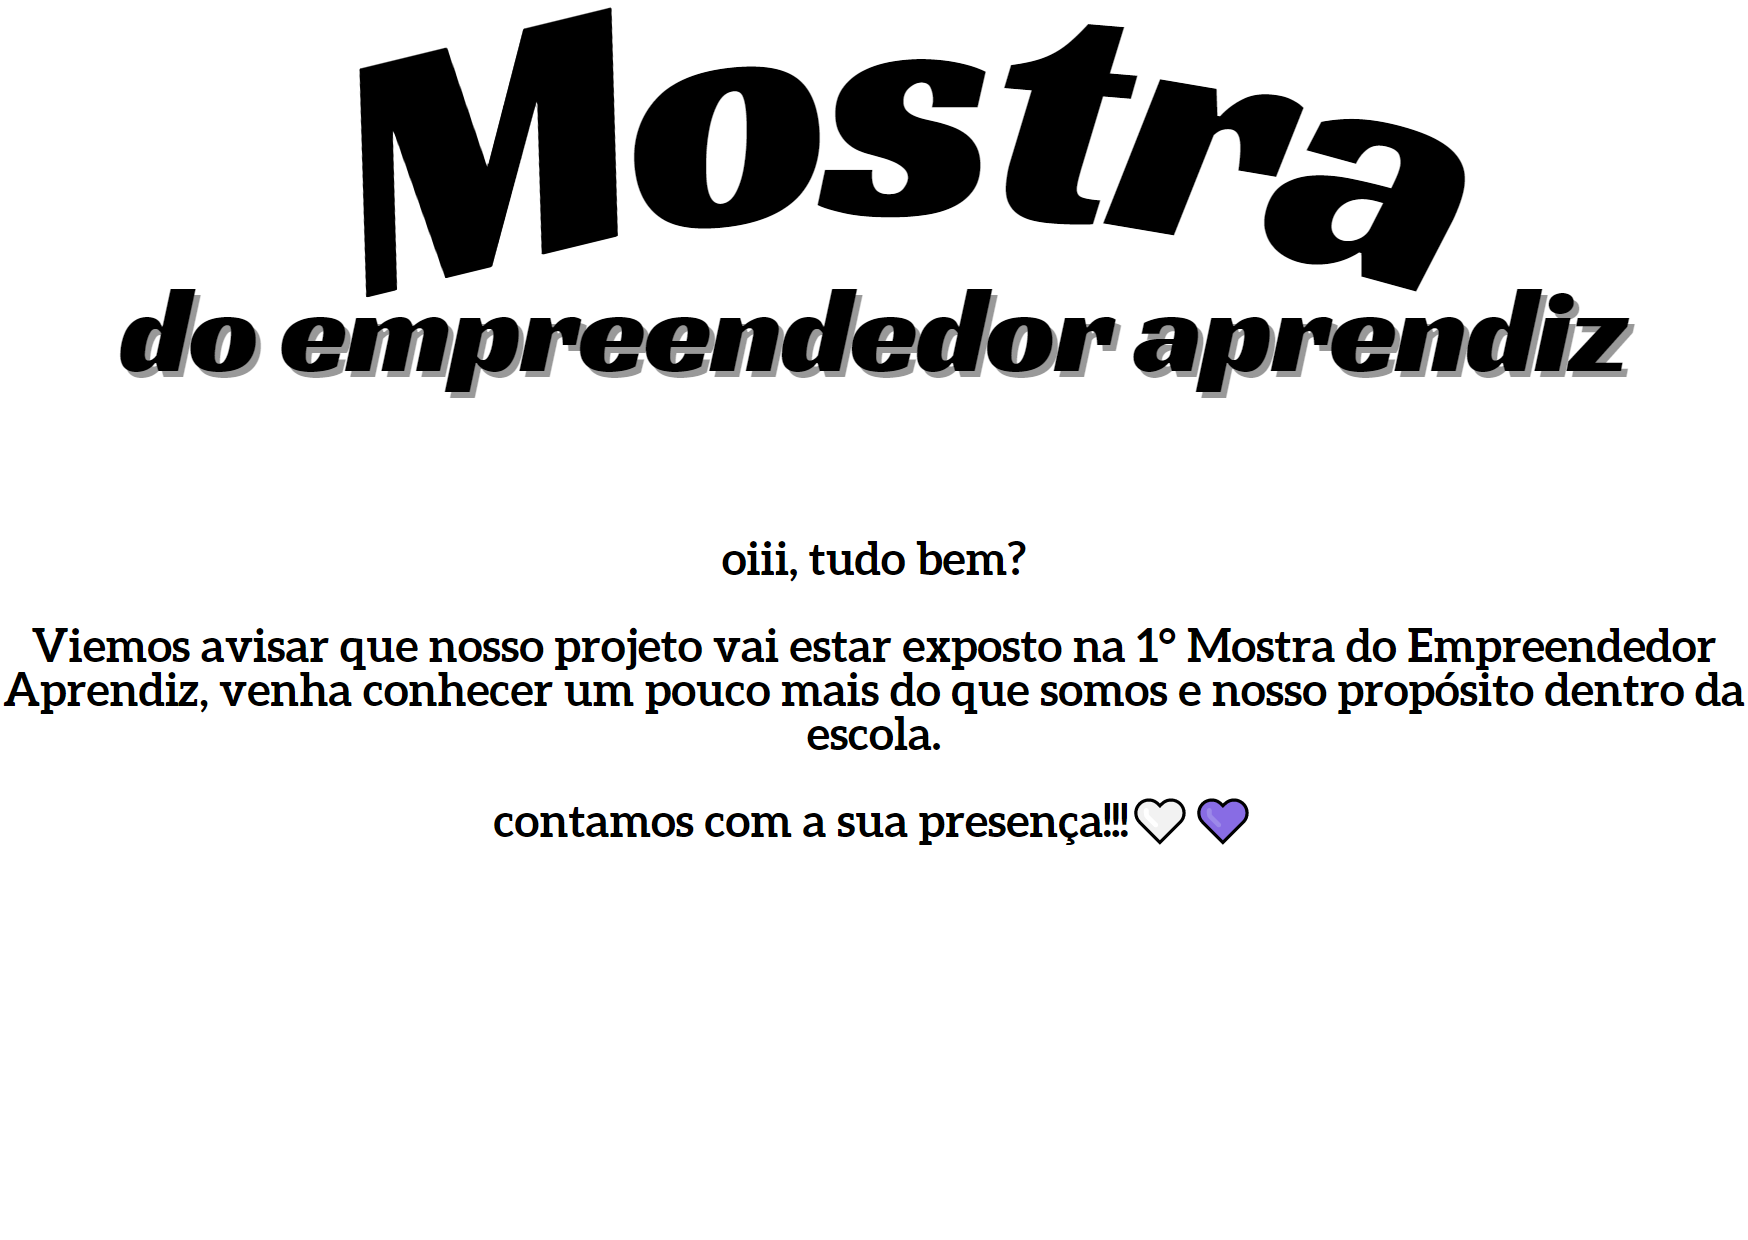 Mostra
do empreendedor aprendiz
oiii, tudo bem?
Viemos avisar que nosso projeto vai estar exposto na 1° Mostra do Empreendedor
Aprendiz, venha conhecer um pouco mais do que somos e nosso propósito dentro da
escola.
contamos com a sua presença!!!🤍💜